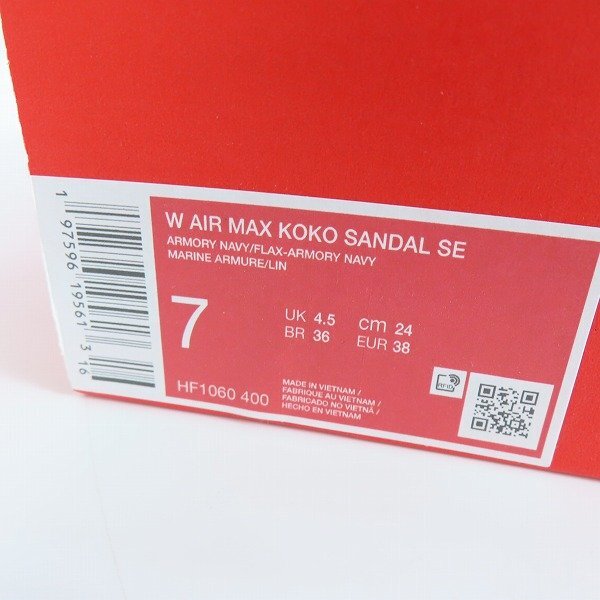 W AIR MAX KOKO SANDAL SE
ARMORY NAVY/FLAX-ARMORY NAVY
MARINE ARMURE/LIN
7
UK 4.5 cm 24
BR 36 EUR 38
HF1060 400
MADE IN VIETNAM /
FABRIQUE AU VIETNAM /
FABRICADO NO VIETNÃ /
HECHO EN VIETNAM
RFID
1 97596 19561 3 16